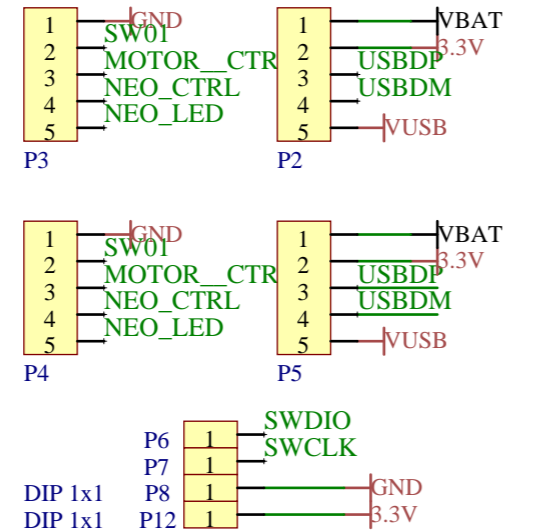 1 GND
SW01
2
MOTOR__CTR
3
NEO_CTRL
4
NEO_LED
5
P3
1 VBAT
2 3.3V
USBDP
3
USBDM
4
5 VUSB
P2
1 GND
SW01
2
MOTOR__CTR
3
NEO_CTRL
4
NEO_LED
5
P4
1 VBAT
2 3.3V
USBDP
3
USBDM
4
5 VUSB
P5
SWDIO
P6 1
SWCLK
P7 1
DIP 1x1 P8 1 GND
DIP 1x1 P12 1 3.3V